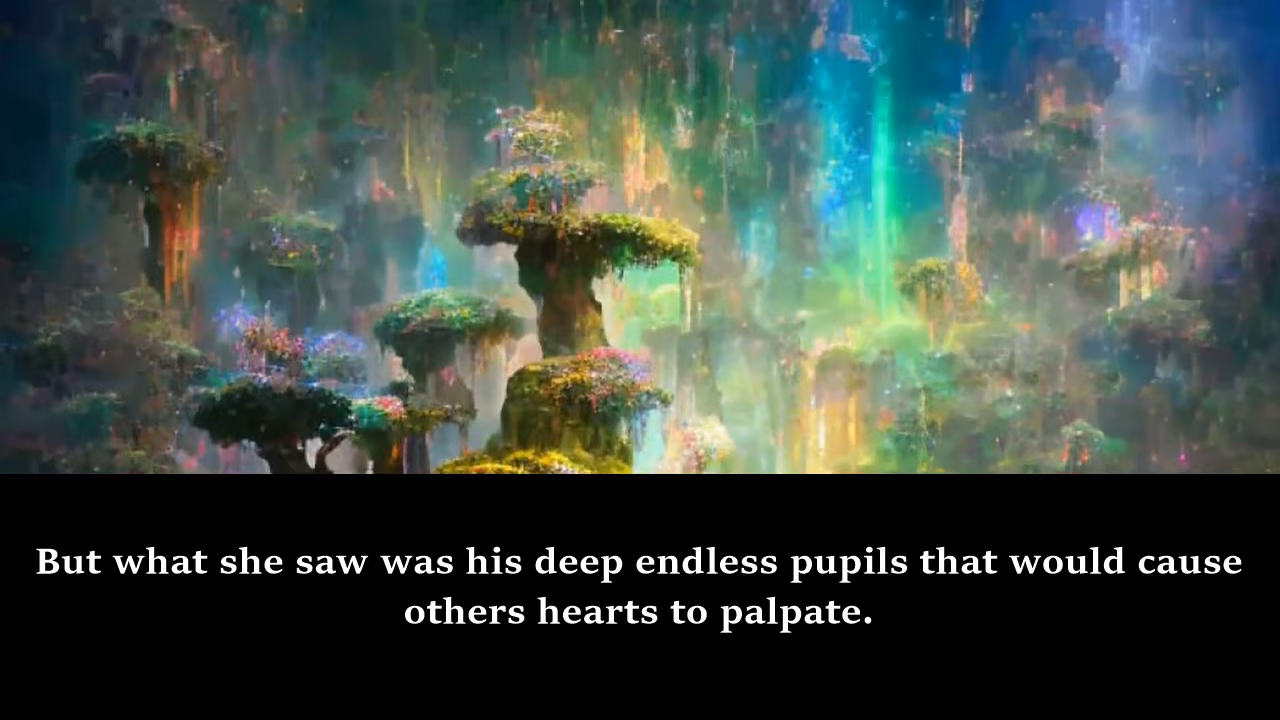 But what she saw was his deep endless pupils that would cause
others hearts to palpate.